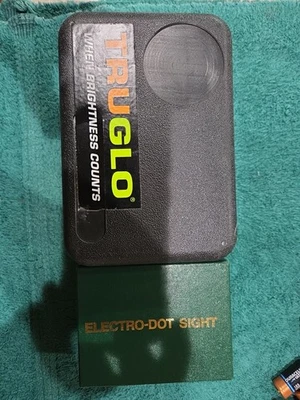 TRUGLO®
WHEN BRIGHTNESS COUNTS
ELECTRO-DOT SIGHT